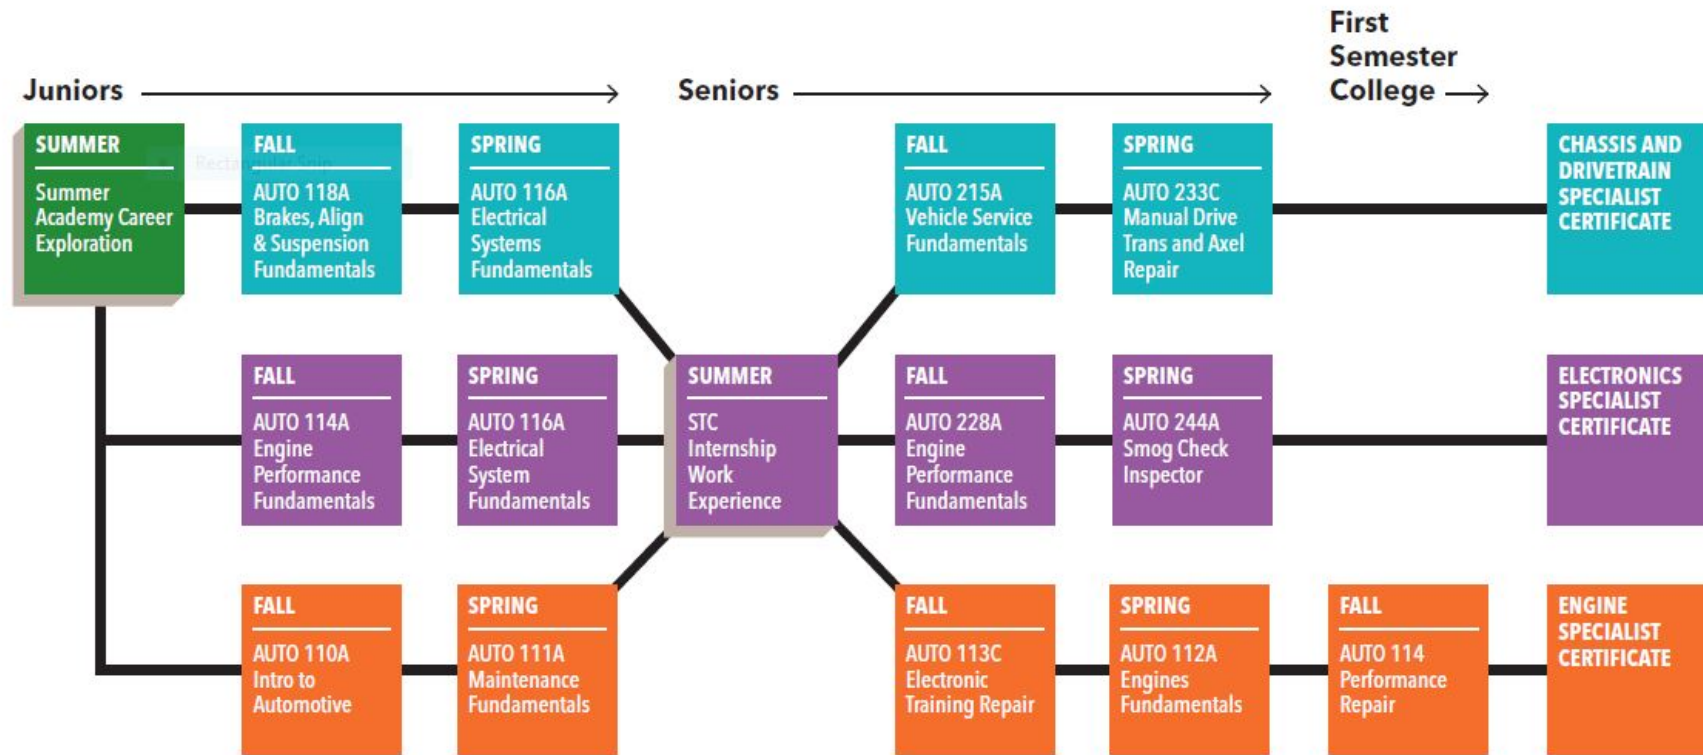 First
Semester
College
Juniors
Seniors
SUMMER
Summer
Academy Career
Exploration
FALL
AUTO 118A
Brakes, Align
& Suspension
Fundamentals
SPRING
AUTO 116A
Electrical
Systems
Fundamentals
FALL
AUTO 215A
Vehicle Service
Fundamentals
SPRING
AUTO 233C
Manual Drive
Trans and Axel
Repair
CHASSIS AND
DRIVETRAIN
SPECIALIST
CERTIFICATE
Rectangular Snip
FALL
AUTO 114A
Engine
Performance
Fundamentals
SPRING
AUTO 116A
Electrical
System
Fundamentals
SUMMER
STC
Internship
Work
Experience
FALL
AUTO 228A
Engine
Performance
Fundamentals
SPRING
AUTO 244A
Smog Check
Inspector
ELECTRONICS
SPECIALIST
CERTIFICATE
FALL
AUTO 110A
Intro to
Automotive
SPRING
AUTO 111A
Maintenance
Fundamentals
FALL
AUTO 113C
Electronic
Training Repair
SPRING
AUTO 112A
Engines
Fundamentals
FALL
AUTO 114
Performance
Repair
ENGINE
SPECIALIST
CERTIFICATE